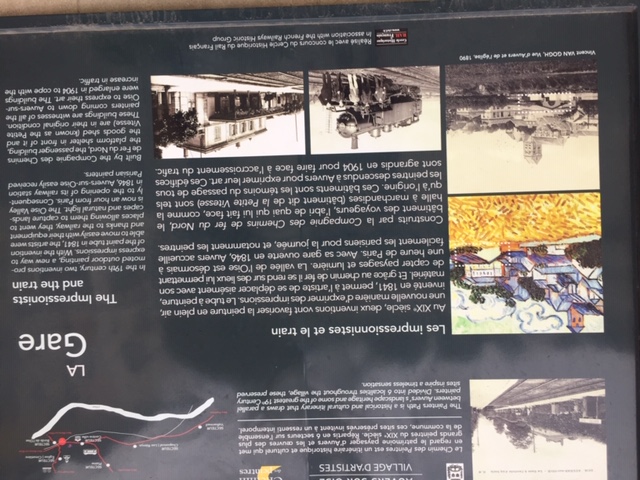 AUVERS-SUR-OISE
VILLAGE D'ARTISTES
Chemin
des Peintres
Le Chemin des Peintres est un itinéraire historique et culturel qui met
en regard le patrimoine paysager d'Auvers et les œuvres des plus
grands peintres du XIXᵉ siècle. Répartis en 6 secteurs sur l'ensemble
de la commune, ces sites préservés invitent à un ressenti intemporel.
The Painters Path is a historical and cultural itinerary that draws a parallel
between Auvers's landscape heritage and some of the greatest 19th Century
painters. Divided into 6 localities throughout the village, these preserved
sites inspire a timeless sensation.
LA
Gare
Les impressionnistes et le train
Au XIXᵉ siècle, deux inventions vont favoriser la peinture en plein air,
une nouvelle manière d'exprimer des impressions. Le tube à peinture,
inventé en 1841, permet à l'artiste de se déplacer aisément avec son
matériel. Et grâce au chemin de fer il se rend sur des lieux lui permettant
de capter paysages et lumière. La vallée de l'Oise est désormais à
une heure de Paris. Avec sa gare ouverte en 1846, Auvers accueille
facilement les parisiens pour la journée, et notamment les peintres.
Construits par la Compagnie des Chemins de fer du Nord, le
bâtiment des voyageurs, l'abri de quai qui lui fait face, comme la
halle à marchandises (bâtiment dit de la Petite Vitesse) sont tels
qu'à l'origine. Ces bâtiments sont les témoins du passage de tous
les peintres descendus à Auvers pour exprimer leur art. Ces édifices
sont agrandis en 1904 pour faire face à l'accroissement du trafic.
The Impressionists
and the train
In the 19th century, two inventions pro-
moted outdoor painting, a new way to
express impressions. With the invention
of the paint tube in 1841, the artists were
able to move easily with their equipment
and thanks to the railway, they went to
places allowing them to capture lands-
capes and natural light. The Oise Valley
is now an hour from Paris. Consequent-
ly to the opening of its railway station
in 1846, Auvers-sur-Oise easily received
Parisian painters.
Built by the Compagnie des Chemins
de Fer du Nord, the passenger building,
the platform shelter in front of it and
the goods shed (known as the Petite
Vitesse) are in their original condition.
These buildings are witnesses of all the
painters coming down to Auvers-sur-
Oise to express their art. The buildings
were enlarged in 1904 to cope with the
increase in traffic.
Vincent VAN GOGH, Vue d'Auvers et de l'église, 1890
Cercle Historique
du RAIL Français
Réalisé avec le concours du Cercle Historique du Rail Français
In association with the French Railways Historic Group